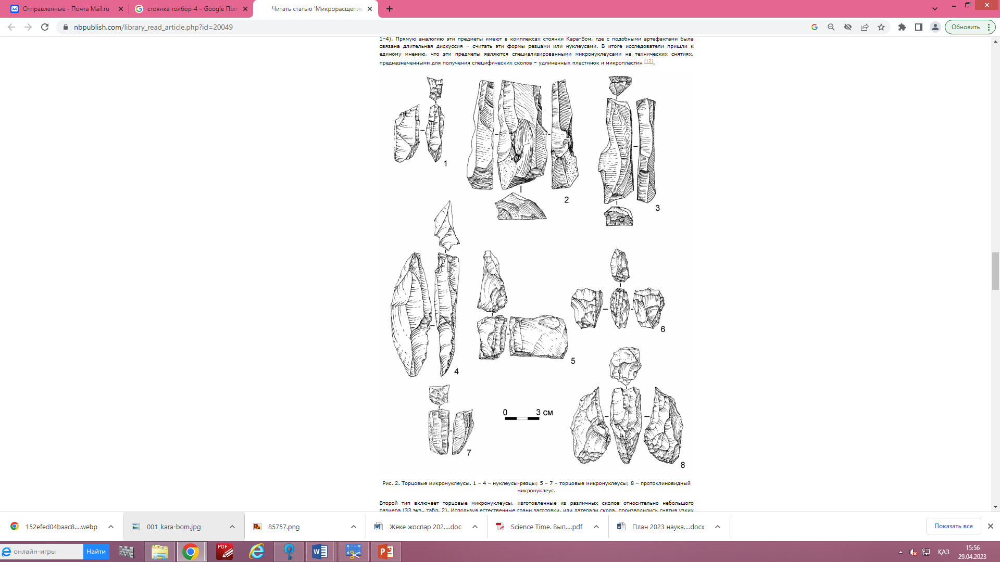 Отправленные - Почта Mail.ru
стоянка толбор-4 – Google Пои
Читать статью 'Микрорасщепле
nbpublish.com/library_read_article.php?id=20049
Обновить
1–4). Прямую аналогию эти предметы имеют в комплексах стоянки Кара-Бом, где с подобными артефактами была
связана длительная дискуссия – считать эти формы резцами или нуклеусами. В итоге исследователи пришли к
единому мнению, что эти предметы являются специализированными микронуклеусами на технических снятиях,
предназначенными для получения специфических сколов – удлиненных пластинок и микропластин [12].
1
2
3
4
5
6
7
8
0 3 СМ
Рис. 2. Торцовые микронуклеусы. 1 – 4 – нуклеусы-резцы; 5 – 7 – торцовые микронуклеусы; 8 – протоклиновидный
микронуклеус.
Второй тип включает торцовые микронуклеусы, изготовленные из различных сколов относительно небольшого
размера (33 экз., табл. 2). Используя естественные грани заготовки, или латерали скола, производились снятия узких
152efed04baac8....webp
001_kara-bom.jpg
85757.png
Жеке жоспар 202....doc
Science Time. Вып....pdf
План 2023 наука....docx
Показать все
онлайн-игры
Найти
PDF
ҚАЗ
15:56
29.04.2023